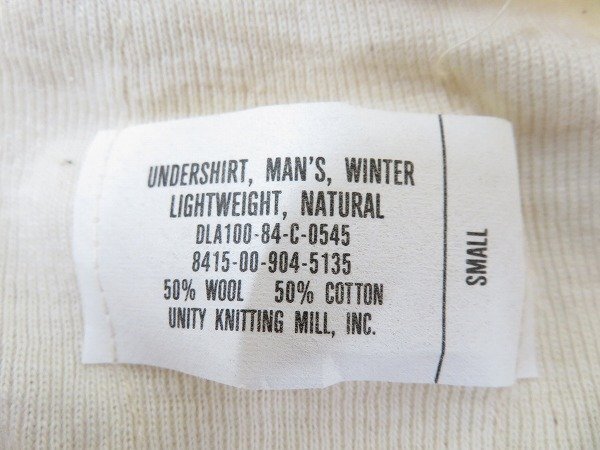 UNDERSHIRT, MAN'S, WINTER
LIGHTWEIGHT, NATURAL
DLA100-84-C-0545
8415-00-904-5135
50% WOOL 50% COTTON
UNITY KNITTING MILL, INC.
SMALL